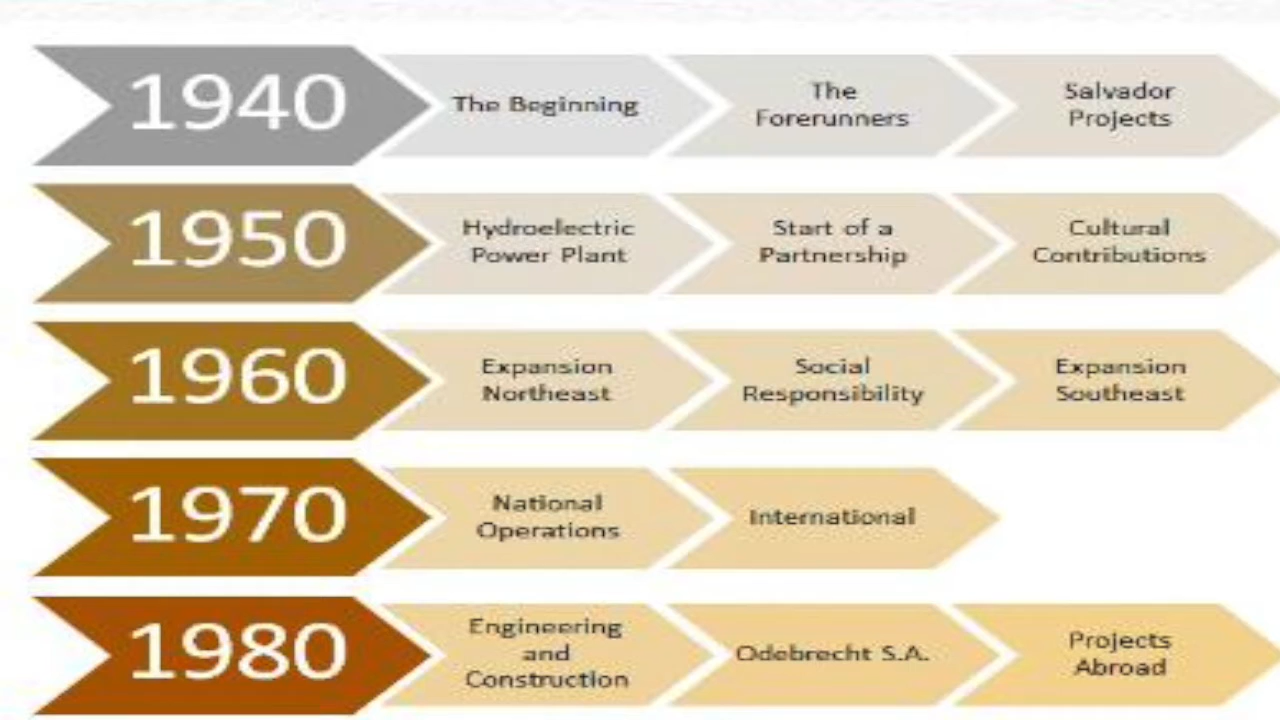 1940
The Beginning
The
Forerunners
Salvador
Projects
1950
Hydroelectric
Power Plant
Start of a
Partnership
Cultural
Contributions
1960
Expansion
Northeast
Social
Responsibility
Expansion
Southeast
1970
National
Operations
International
1980
Engineering
and
Construction
Odebrecht S.A.
Projects
Abroad